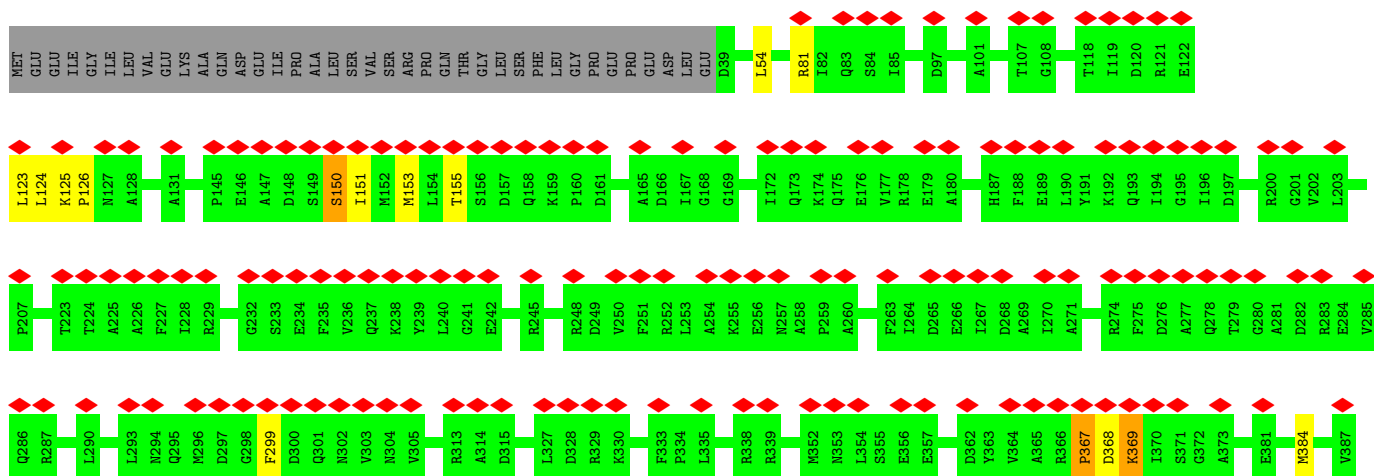 MET GLU GLU ILE GLY ILE ILE LEU VAL GLU LYS ALA GLN ASP GLU ILE PRO ALA LEU SER VAL SER ARG PRO GLN THR GLY LEU SER PHE LEU GLY PRO GLU PRO GLU ASP LEU GLU D39 L54 R81 I82 Q83 S84 I85 D97 A101 T107 G108 T118 I119 D120 R121 E122
L123 L124 K125 P126 N127 A128 A131 P145 E146 A147 D148 S149 S150 I151 M152 M153 L154 T155 S156 D157 Q158 K159 P160 D161 A165 D166 I167 G168 G169 I172 Q173 K174 Q175 E176 V177 R178 E179 A180 H187 F188 E189 L190 Y191 K192 Q193 I194 G195 I196 D197 R200 G201 V202 L203
P207 T223 T224 A225 A226 F227 I228 R229 G232 S233 E234 F235 V236 Q237 K238 Y239 L240 G241 E242 R245 R248 D249 V250 F251 R252 L253 A254 K255 E256 N257 A258 P259 A260 F263 I264 D265 E266 I267 D268 A269 I270 A271 R274 F275 D276 A277 Q278 T279 G280 A281 D282 R283 E284 V285
Q286 R287 L290 L293 N294 Q295 M296 D297 G298 F299 D300 Q301 N302 V303 N304 V305 R313 A314 D315 L327 D328 R329 K330 F333 P334 L335 R338 R339 M352 N353 L354 S355 E356 E357 D362 Y363 V364 A365 R366 P367 D368 K369 I370 S371 G372 A373 E381 M384 V387